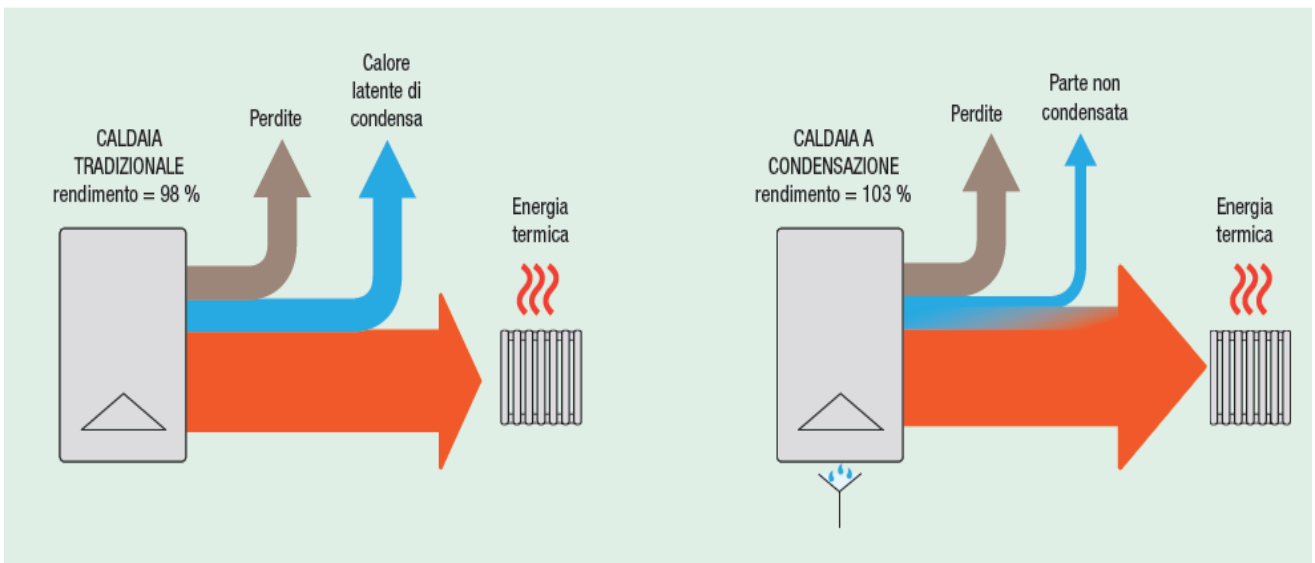 CALDAIA
TRADIZIONALE
rendimento = 98 %
Perdite
Calore
latente di
condensa
Energia
termica
CALDAIA A
CONDENSAZIONE
rendimento = 103 %
Perdite
Parte non
condensata
Energia
termica